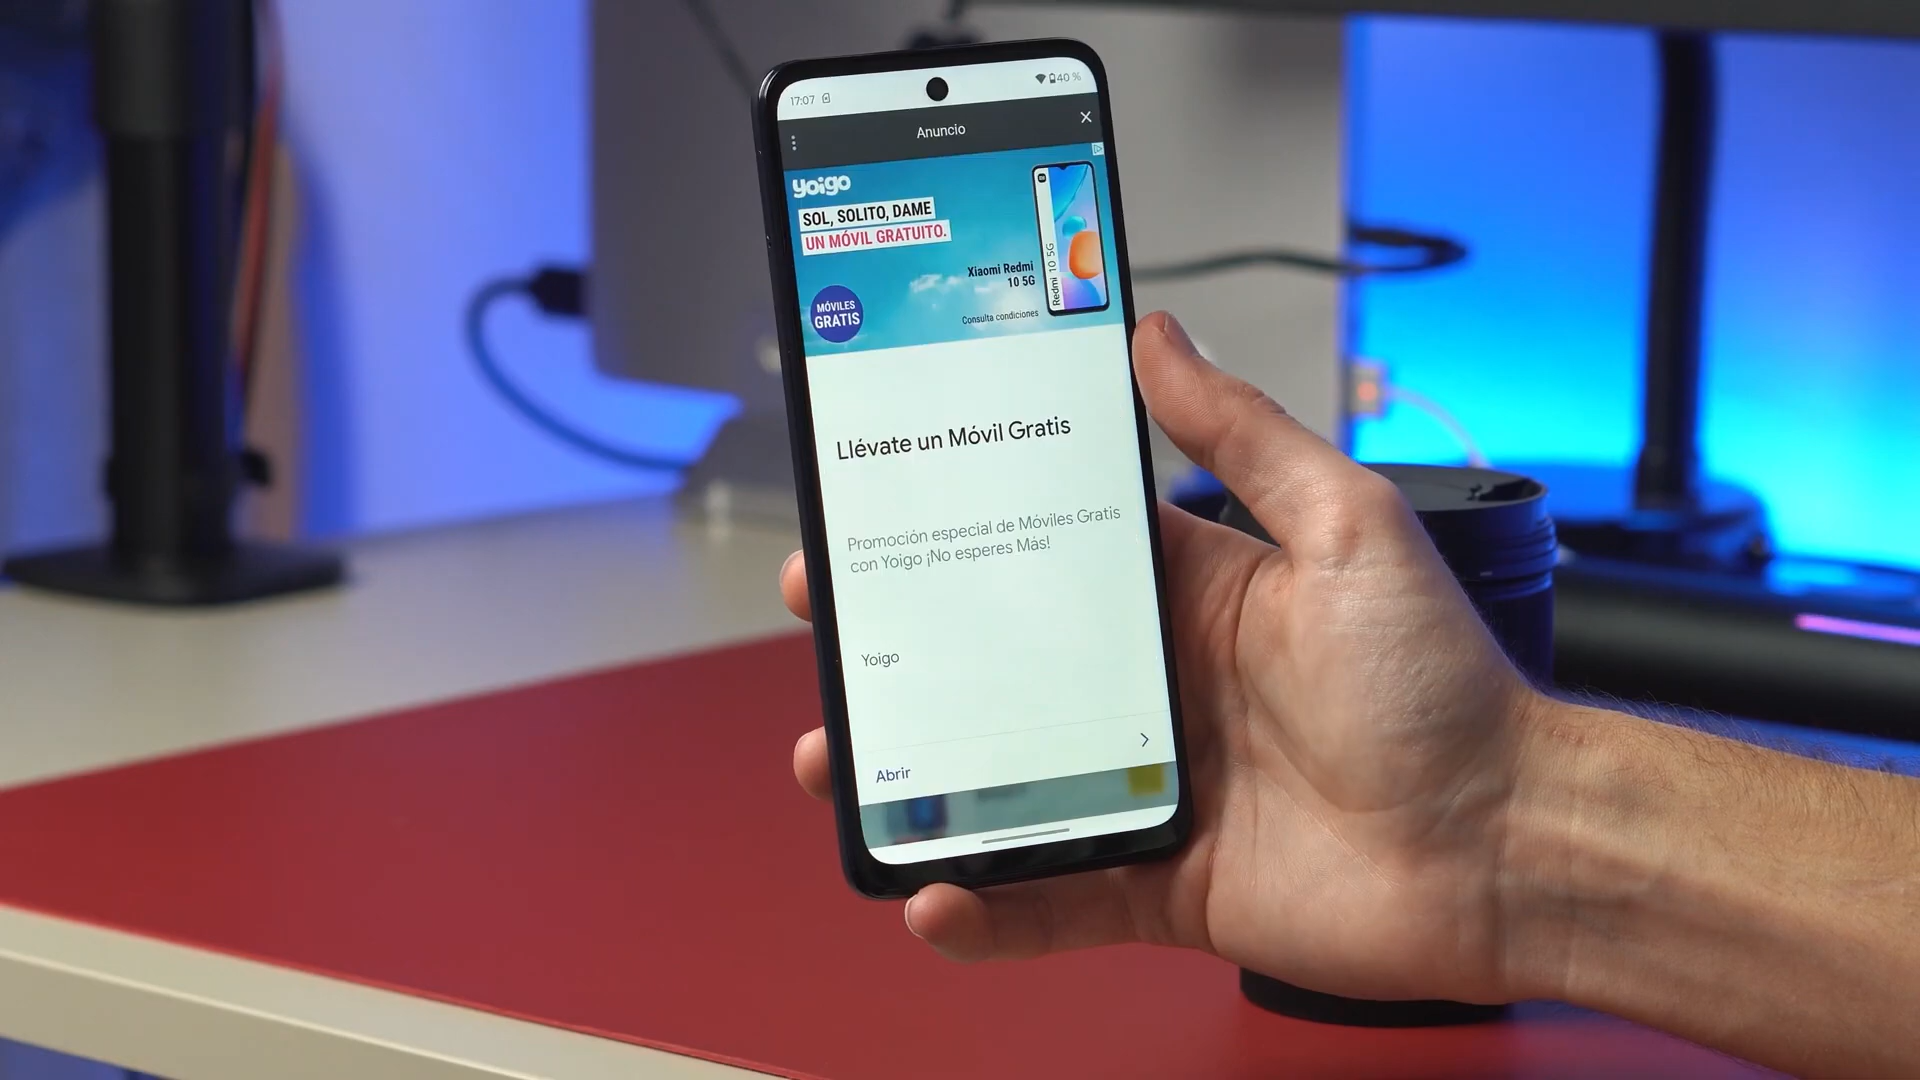 17:07
40 %
Anuncio
yoigo
SOL, SOLITO, DAME
UN MÓVIL GRATUITO.
Redmi 10 5G
Xiaomi Redmi
10 5G
MÓVILES
GRATIS
Consulta condiciones
Llévate un Móvil Gratis
Promoción especial de Móviles Gratis
con Yoigo ¡No esperes Más!
Yoigo
Abrir